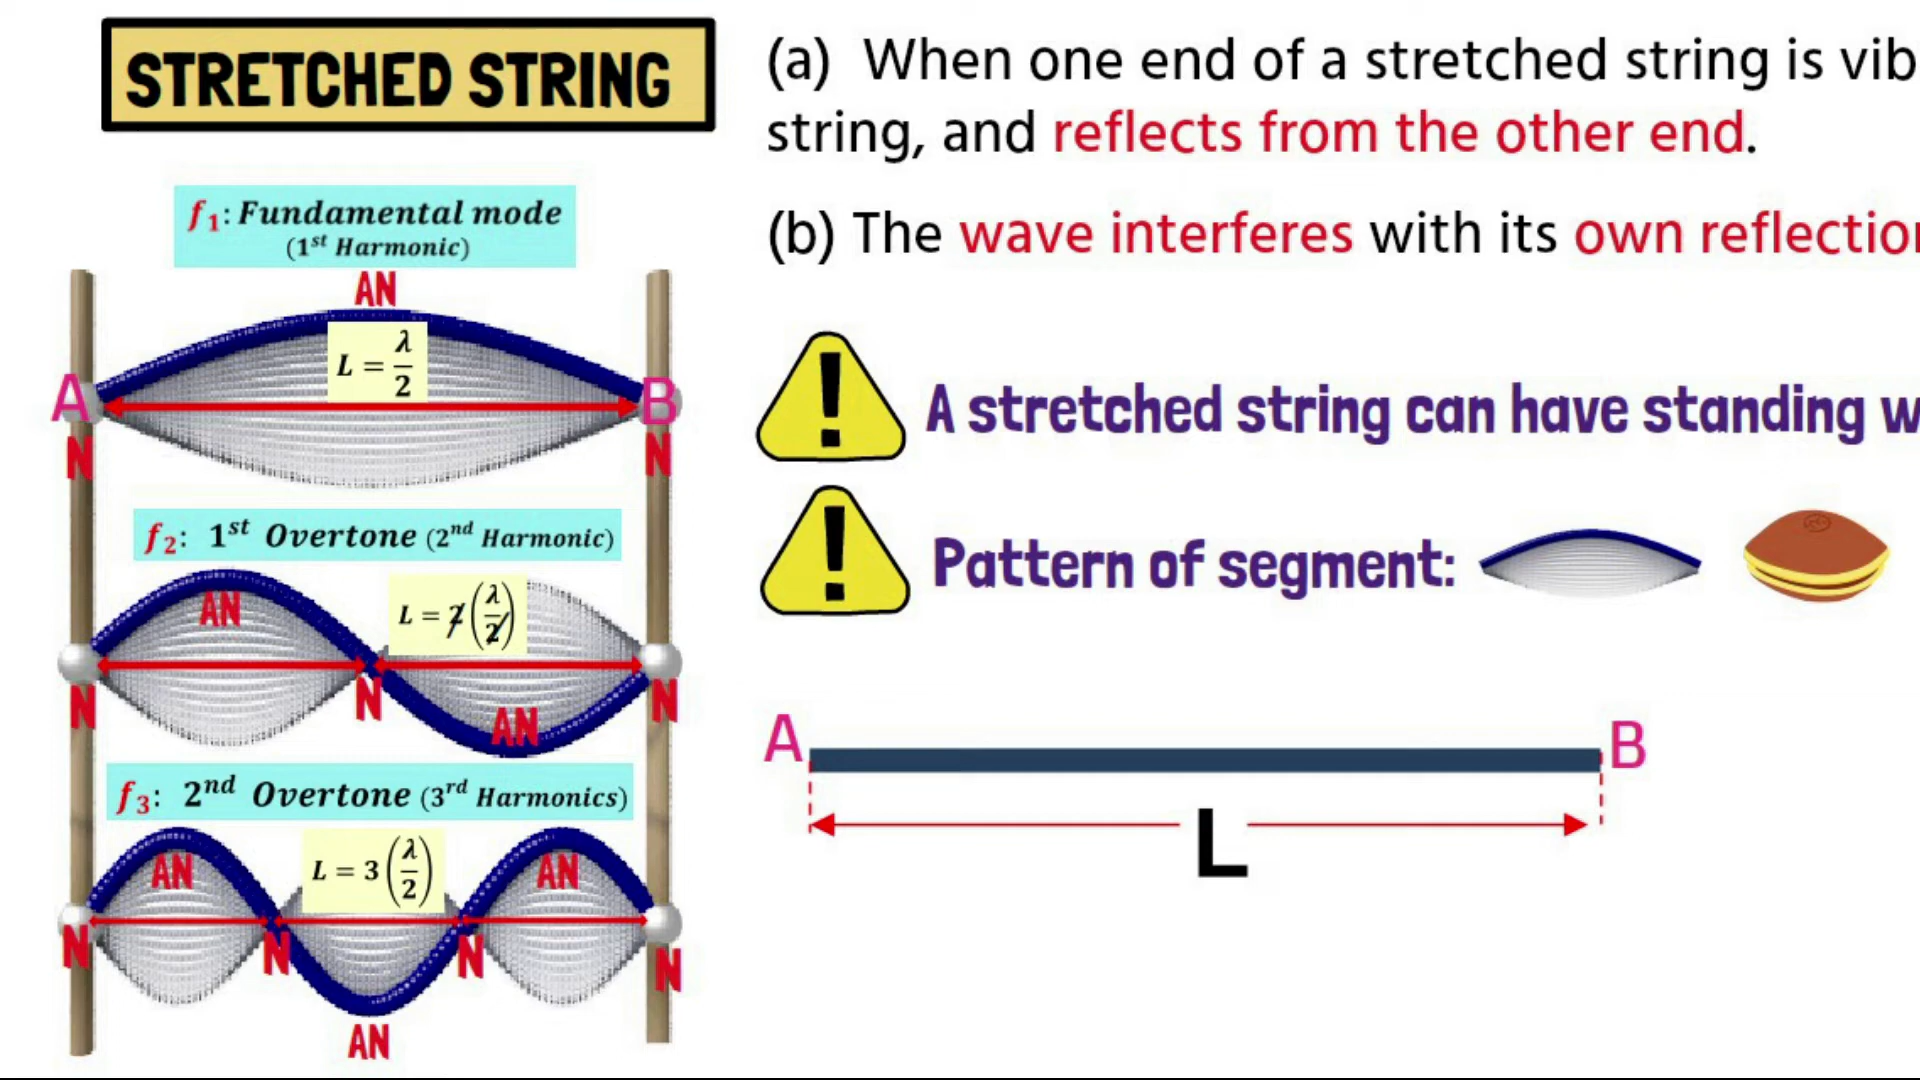 STRETCHED STRING
(a) When one end of a stretched string is vib
string, and reflects from the other end.
(b) The wave interferes with its own reflection
f₁: Fundamental mode
(1ˢᵗ Harmonic)
AN
L = λ/2
A
B
N
N
A stretched string can have standing w
f₂: 1ˢᵗ Overtone (2ⁿᵈ Harmonic)
Pattern of segment:
AN
L = 2(λ/2)
N
N
AN
N
A
B
L
f₃: 2ⁿᵈ Overtone (3ʳᵈ Harmonics)
AN
L = 3(λ/2)
AN
N
N
N
N
AN